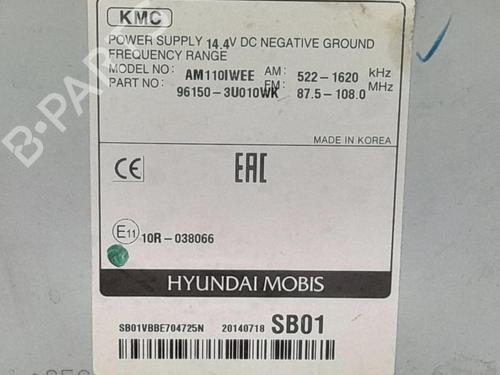 KMC
POWER SUPPLY 14.4V DC NEGATIVE GROUND
FREQUENCY RANGE
MODEL NO AM110IWEE AM: 522-1620 kHz
PART NO 96150-3U010WK FM: 87.5-108.0 MHz
MADE IN KOREA
CE EAC
E11 10R-038066
HYUNDAI MOBIS
SB01VBBE704725N 20140718 SB01